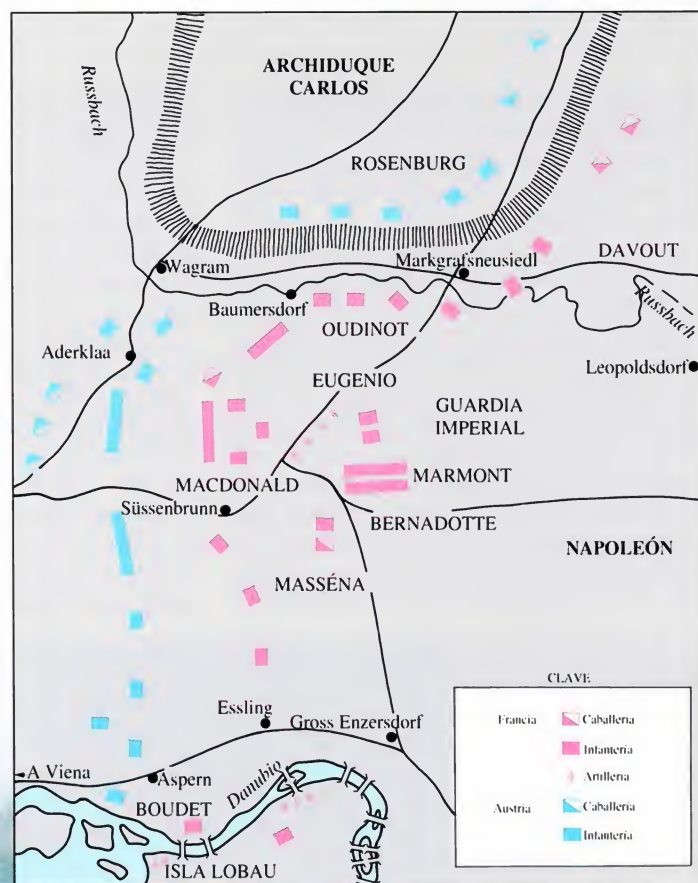 ARCHIDUQUE
CARLOS
Russbach
ROSENBURG
Wagram
Markgrafsneusiedl
DAVOUT
Baumersdorf
Russbach
OUDINOT
Aderklaa
Leopoldsdorf
EUGENIO
GUARDIA
IMPERIAL
MACDONALD
MARMONT
Süssenbrunn
BERNADOTTE
NAPOLEÓN
MASSÉNA
Essling
Gross Enzersdorf
A Viena
Aspern
Danubio
BOUDET
ISLA LOBAU
CLAVE
Francia
Caballería
Infantería
Artillería
Austria
Caballería
Infantería